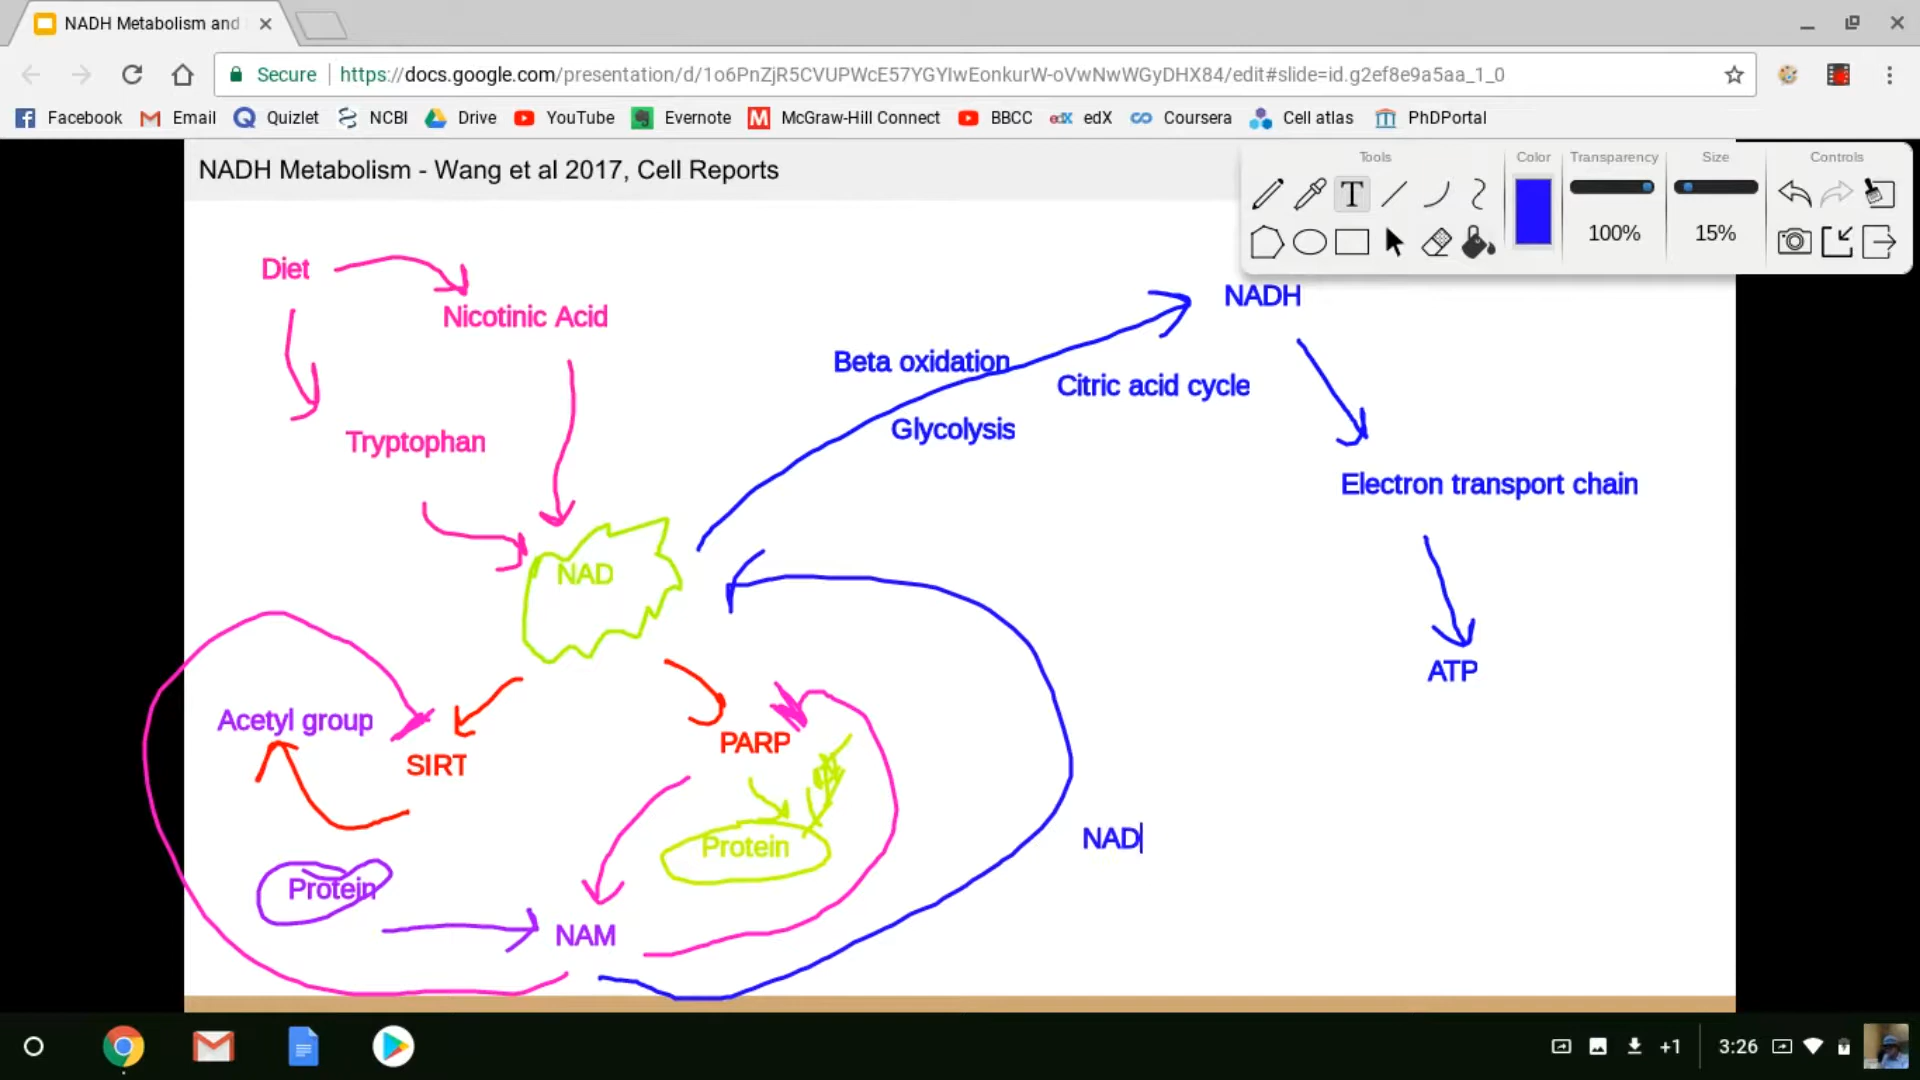 NADH Metabolism and
Secure
https://docs.google.com/presentation/d/1o6PnZjR5CVUPWcE57YGYIwEonkurW-oVwNwWGyDHX84/edit#slide=id.g2ef8e9a5aa_1_0
Facebook Email Quizlet NCBI Drive YouTube Evernote McGraw-Hill Connect BBCC edX Coursera Cell atlas PhDPortal
NADH Metabolism - Wang et al 2017, Cell Reports
Tools Color Transparency Size Controls
T
100% 15%
Diet
Nicotinic Acid
NADH
Beta oxidation
Citric acid cycle
Glycolysis
Tryptophan
Electron transport chain
NAD
ATP
Acetyl group
SIRT
PARP
NAD
Protein
Protein
NAM
+1 3:26